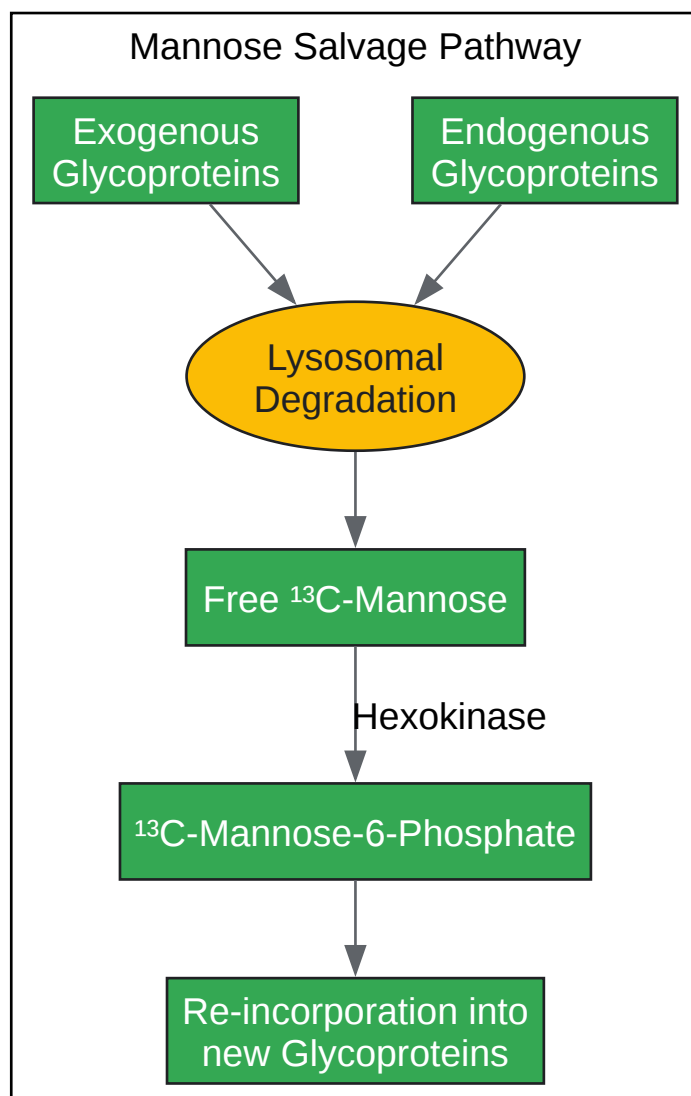 Mannose Salvage Pathway
Exogenous
Glycoproteins
Endogenous
Glycoproteins
Lysosomal
Degradation
Free ¹³C-Mannose
Hexokinase
¹³C-Mannose-6-Phosphate
Re-incorporation into
new Glycoproteins